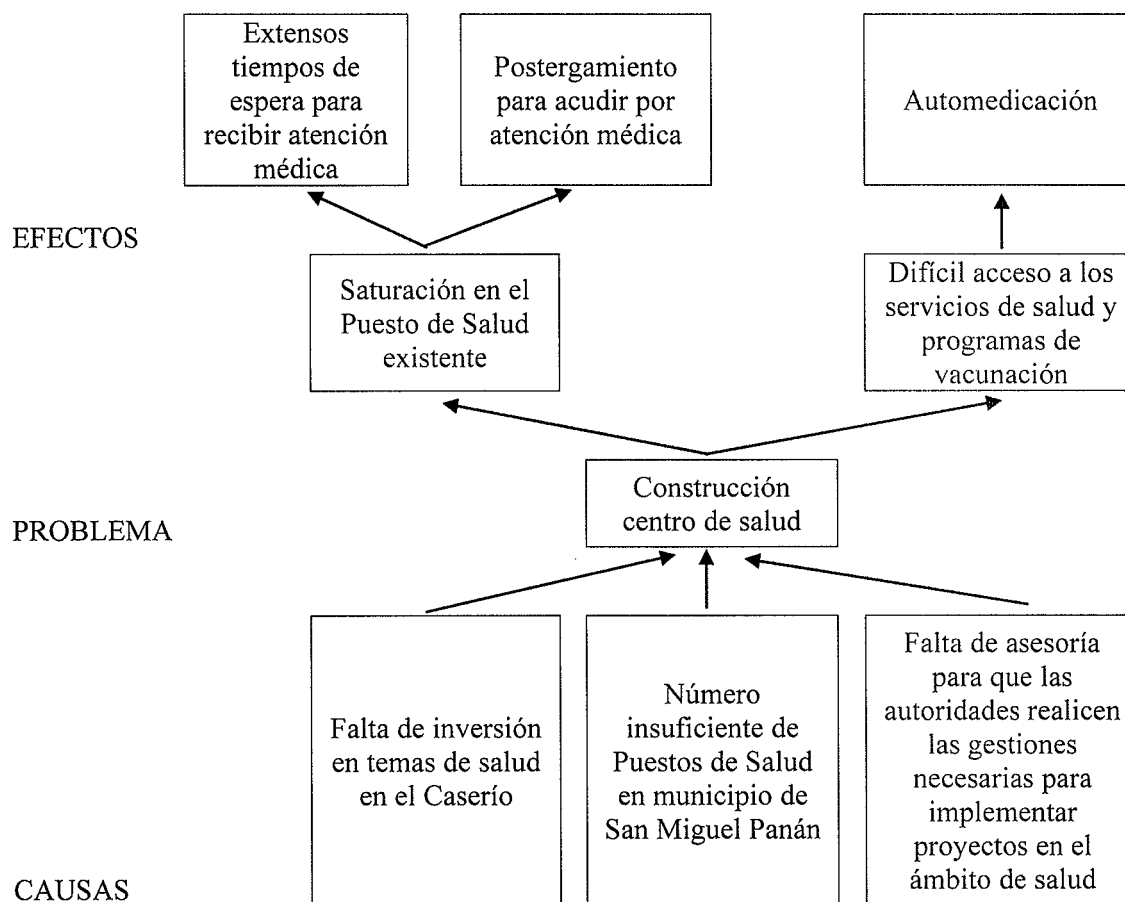 Extensos
tiempos de
espera para
recibir atención
médica
Postergamiento
para acudir por
atención médica
Automedicación
EFECTOS
Saturación en el
Puesto de Salud
existente
Difícil acceso a los
servicios de salud y
programas de
vacunación
PROBLEMA
Construcción
centro de salud
CAUSAS
Falta de inversión
en temas de salud
en el Caserío
Número
insuficiente de
Puestos de Salud
en municipio de
San Miguel Panán
Falta de asesoría
para que las
autoridades realicen
las gestiones
necesarias para
implementar
proyectos en el
ámbito de salud